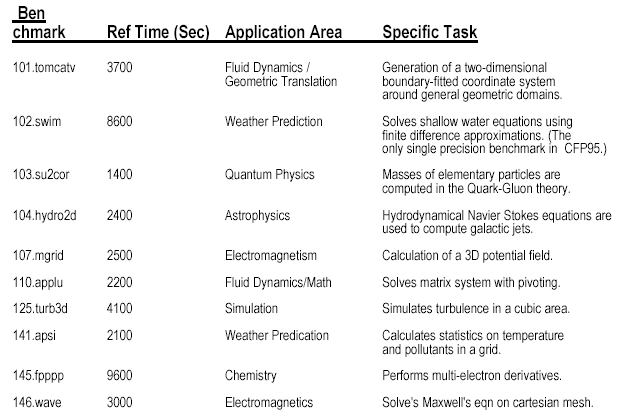 Ben
chmark Ref Time (Sec) Application Area Specific Task
101.tomcatv 3700 Fluid Dynamics / Generation of a two-dimensional
Geometric Translation boundary-fitted coordinate system
around general geometric domains.
102.swim 8600 Weather Prediction Solves shallow water equations using
finite difference approximations. (The
only single precision benchmark in CFP95.)
103.su2cor 1400 Quantum Physics Masses of elementary particles are
computed in the Quark-Gluon theory.
104.hydro2d 2400 Astrophysics Hydrodynamical Navier Stokes equations are
used to compute galactic jets.
107.mgrid 2500 Electromagnetism Calculation of a 3D potential field.
110.applu 2200 Fluid Dynamics/Math Solves matrix system with pivoting.
125.turb3d 4100 Simulation Simulates turbulence in a cubic area.
141.apsi 2100 Weather Predication Calculates statistics on temperature
and pollutants in a grid.
145.fpppp 9600 Chemistry Performs multi-electron derivatives.
146.wave 3000 Electromagnetics Solve's Maxwell's eqn on cartesian mesh.